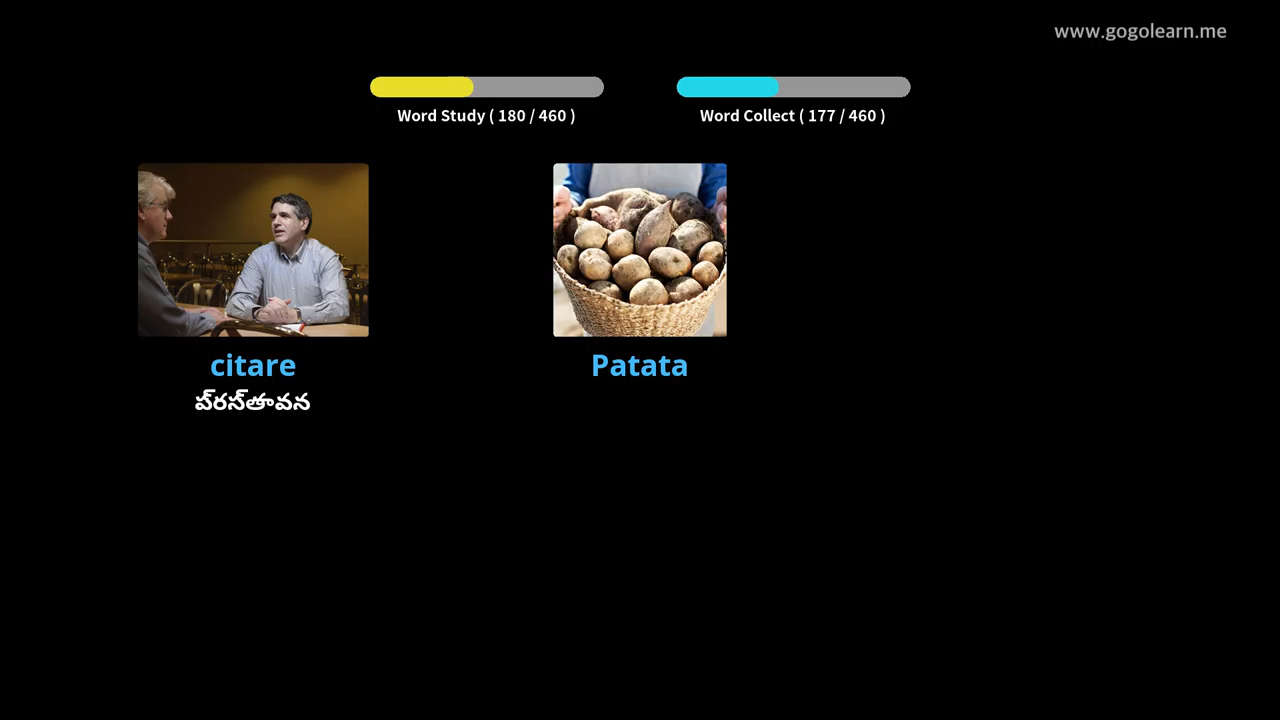 www.gogolearn.me
Word Study ( 180 / 460 )
Word Collect ( 177 / 460 )
citare
Patata
ప్‌రస్‌తావన